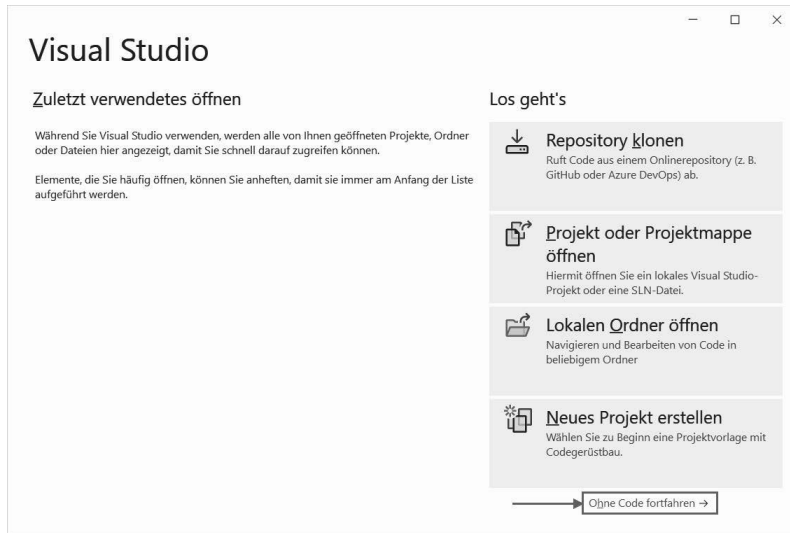 Visual Studio
Zuletzt verwendetes öffnen
Während Sie Visual Studio verwenden, werden alle von Ihnen geöffneten Projekte, Ordner
oder Dateien hier angezeigt, damit Sie schnell darauf zugreifen können.
Elemente, die Sie häufig öffnen, können Sie anheften, damit sie immer am Anfang der Liste
aufgeführt werden.
Los geht's
Repository klonen
Ruft Code aus einem Onlinerepository (z. B.
GitHub oder Azure DevOps) ab.
Projekt oder Projektmappe
öffnen
Hiermit öffnen Sie ein lokales Visual Studio-
Projekt oder eine SLN-Datei.
Lokalen Ordner öffnen
Navigieren und Bearbeiten von Code in
beliebigem Ordner
Neues Projekt erstellen
Wählen Sie zu Beginn eine Projektvorlage mit
Codegerüstbau.
Ohne Code fortfahren →